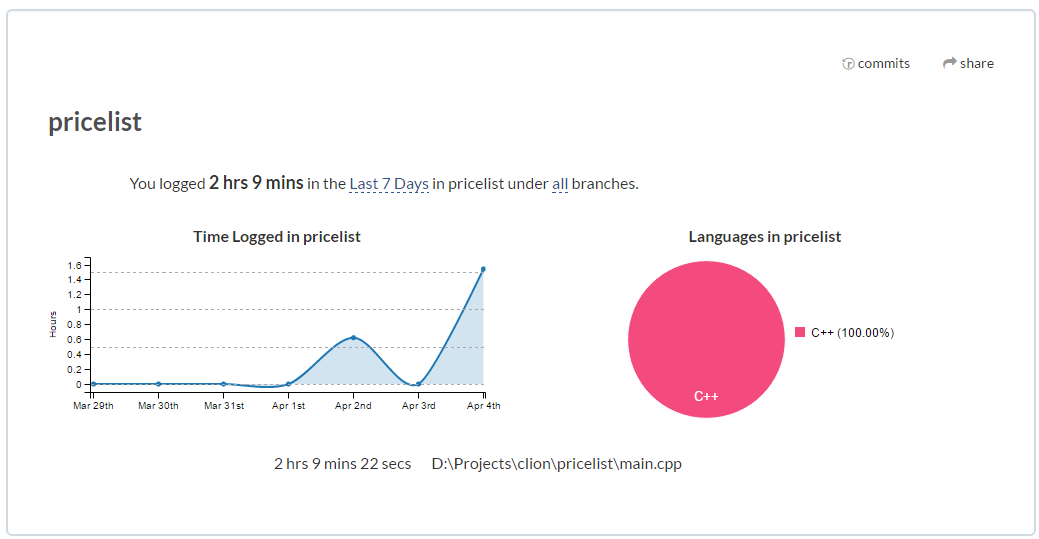 commits share
pricelist
You logged 2 hrs 9 mins in the Last 7 Days in pricelist under all branches.
Time Logged in pricelist
Hours
1.6
1.4
1.2
1
0.8
0.6
0.4
0.2
0
Mar 29th Mar 30th Mar 31st Apr 1st Apr 2nd Apr 3rd Apr 4th
Languages in pricelist
C++
C++ (100.00%)
2 hrs 9 mins 22 secs D:\Projects\clion\pricelist\main.cpp